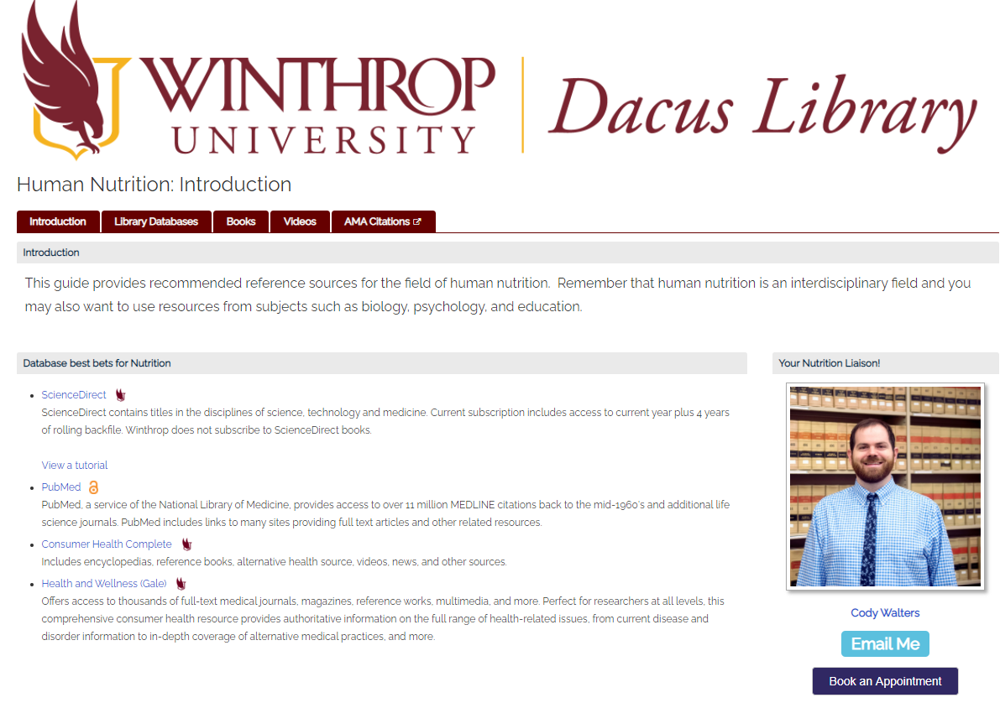 WINTHROP
UNIVERSITY
Dacus Library
Human Nutrition: Introduction
Introduction
Library Databases
Books
Videos
AMA Citations
Introduction
This guide provides recommended reference sources for the field of human nutrition.  Remember that human nutrition is an interdisciplinary field and you
may also want to use resources from subjects such as biology, psychology, and education.
Database best bets for Nutrition
ScienceDirect
ScienceDirect contains titles in the disciplines of science, technology and medicine. Current subscription includes access to current year plus 4 years
of rolling backfile. Winthrop does not subscribe to ScienceDirect books.
View a tutorial
PubMed
PubMed, a service of the National Library of Medicine, provides access to over 11 million MEDLINE citations back to the mid-1960's and additional life
science journals. PubMed includes links to many sites providing full text articles and other related resources.
Consumer Health Complete
Includes encyclopedias, reference books, alternative health source, videos, news, and other sources.
Health and Wellness (Gale)
Offers access to thousands of full-text medical journals, magazines, reference works, multimedia, and more. Perfect for researchers at all levels, this
comprehensive consumer health resource provides authoritative information on the full range of health-related issues, from current disease and
disorder information to in-depth coverage of alternative medical practices, and more.
Your Nutrition Liaison!
Cody Walters
Email Me
Book an Appointment